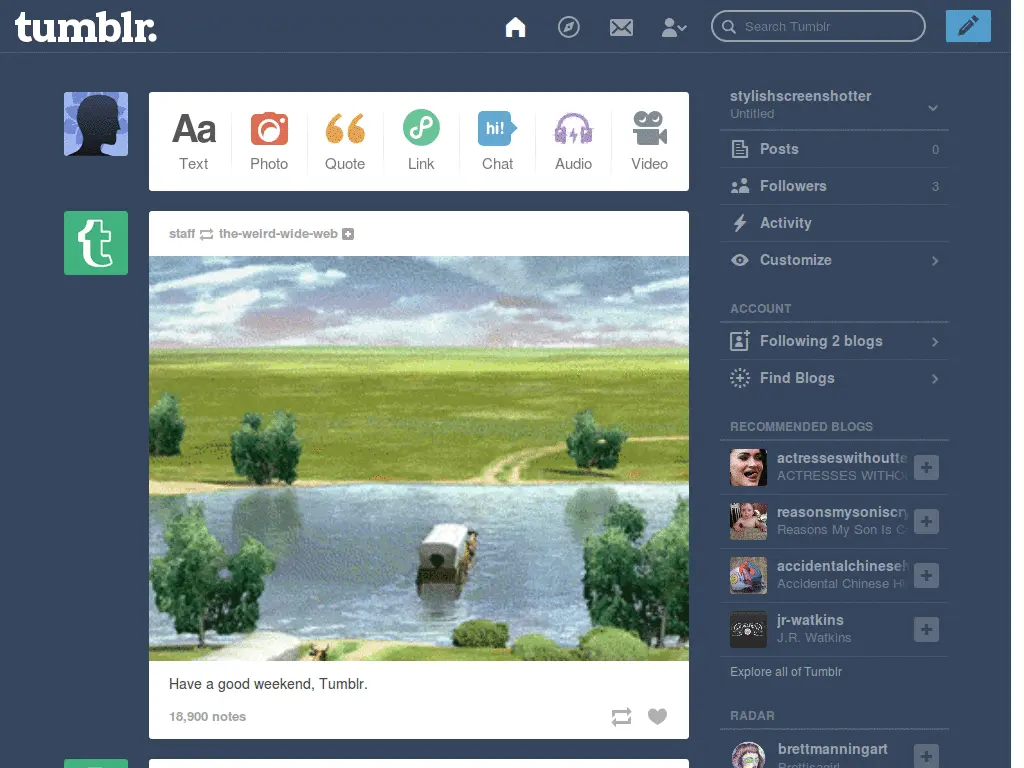 tumblr.
Search Tumblr
Aa
Text
Photo
Quote
Link
hi!
Chat
Audio
Video
staff the-weird-wide-web
Have a good weekend, Tumblr.
18,900 notes
stylishscreenshotter
Untitled
Posts 0
Followers 3
Activity
Customize
ACCOUNT
Following 2 blogs
Find Blogs
RECOMMENDED BLOGS
actresseswithoutte
ACTRESSES WITHO
reasonsmysoniscry
Reasons My Son Is C
accidentalchineseh
Accidental Chinese Hi
jr-watkins
J.R. Watkins
Explore all of Tumblr
RADAR
brettmanningart
Brettisagirl